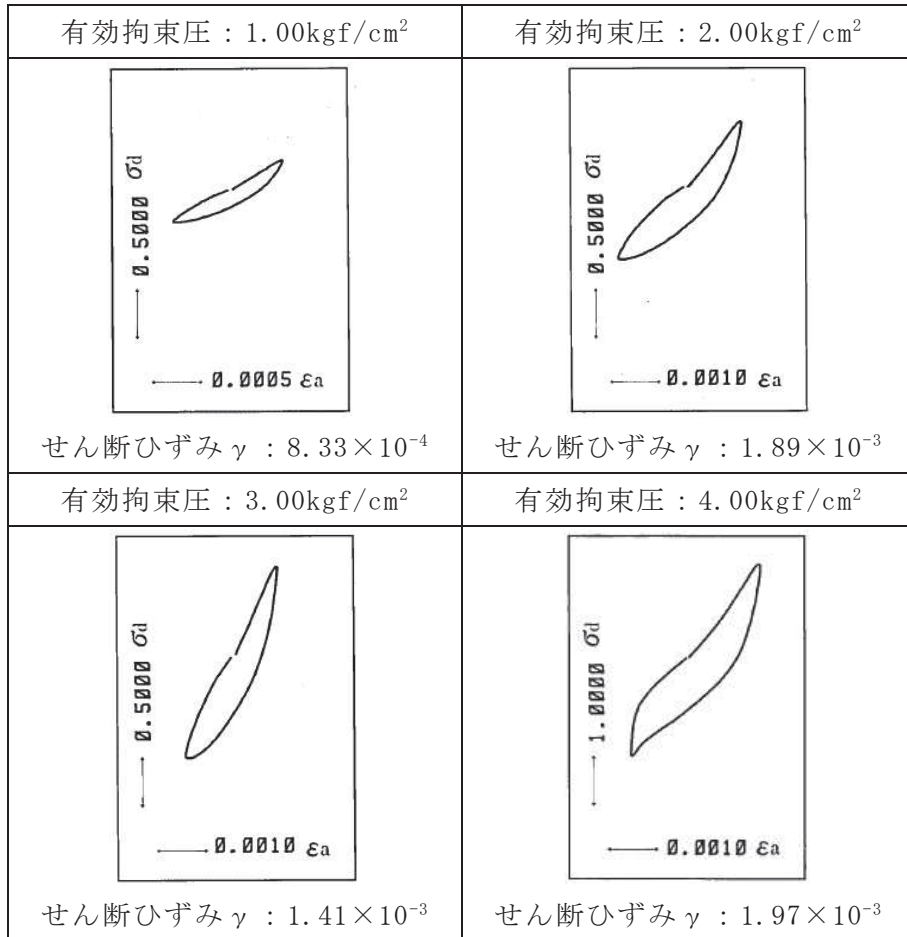 有効拘束圧：1.00kgf/cm²
有効拘束圧：2.00kgf/cm²
0.5000 σd
0.0005 εa
0.5000 σd
0.0010 εa
せん断ひずみγ：8.33×10⁻⁴
せん断ひずみγ：1.89×10⁻³
有効拘束圧：3.00kgf/cm²
有効拘束圧：4.00kgf/cm²
0.5000 σd
0.0010 εa
1.0000 σd
0.0010 εa
せん断ひずみγ：1.41×10⁻³
せん断ひずみγ：1.97×10⁻³